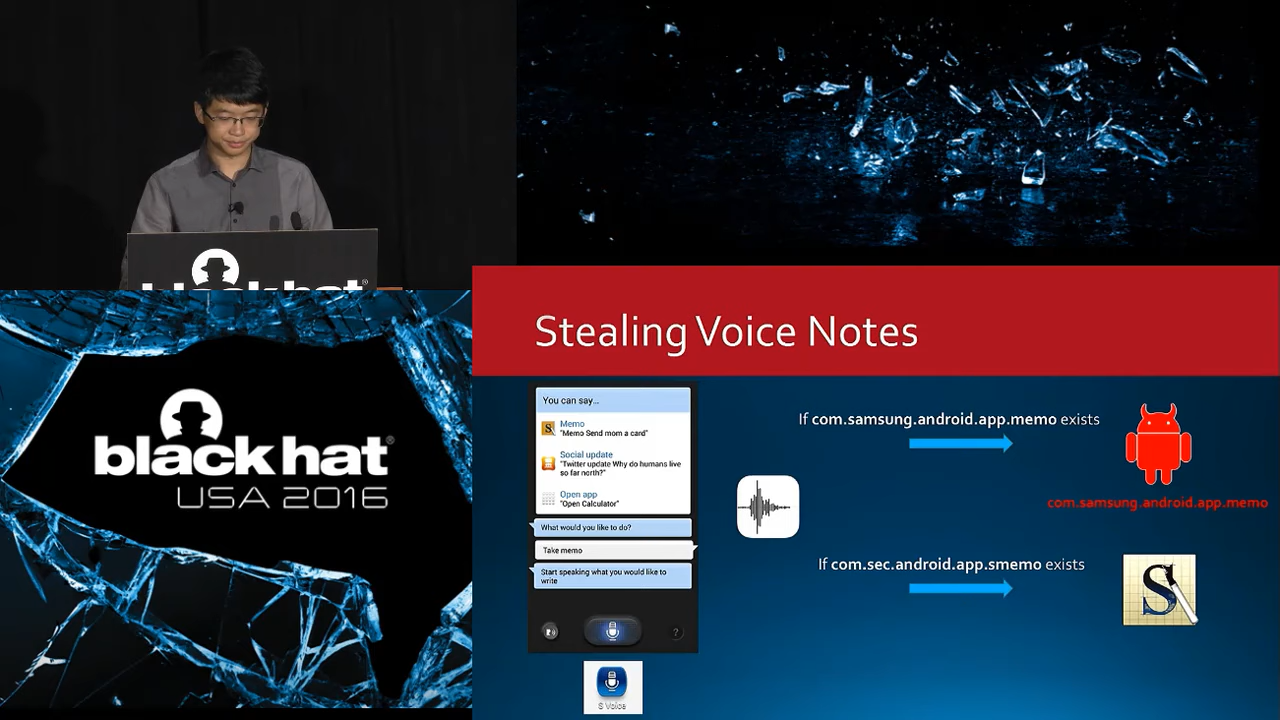 black hat®
black hat®
USA 2016
Stealing Voice Notes
You can say...
Memo
"Memo Send mom a card"
Social update
"Twitter update Why do humans live
so far north?"
Open app
"Open Calculator"
What would you like to do?
Take memo
Start speaking what you would like to
write
?
S Voice
If com.samsung.android.app.memo exists
com.samsung.android.app.memo
If com.sec.android.app.smemo exists
S